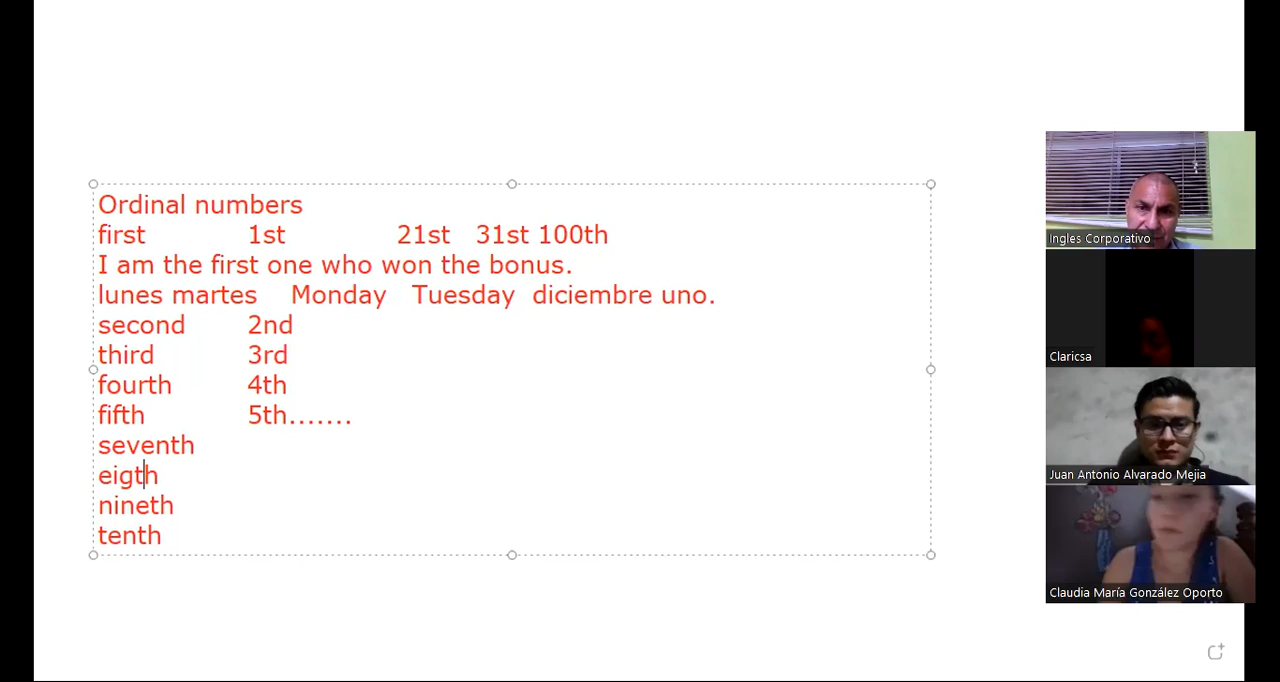 Ordinal numbers
first 1st 21st 31st 100th
I am the first one who won the bonus.
lunes martes Monday Tuesday diciembre uno.
second 2nd
third 3rd
fourth 4th
fifth 5th.......
seventh
eigth
nineth
tenth
Ingles Corporativo
Claricsa
Juan Antonio Alvarado Mejia
Claudia María González Oporto